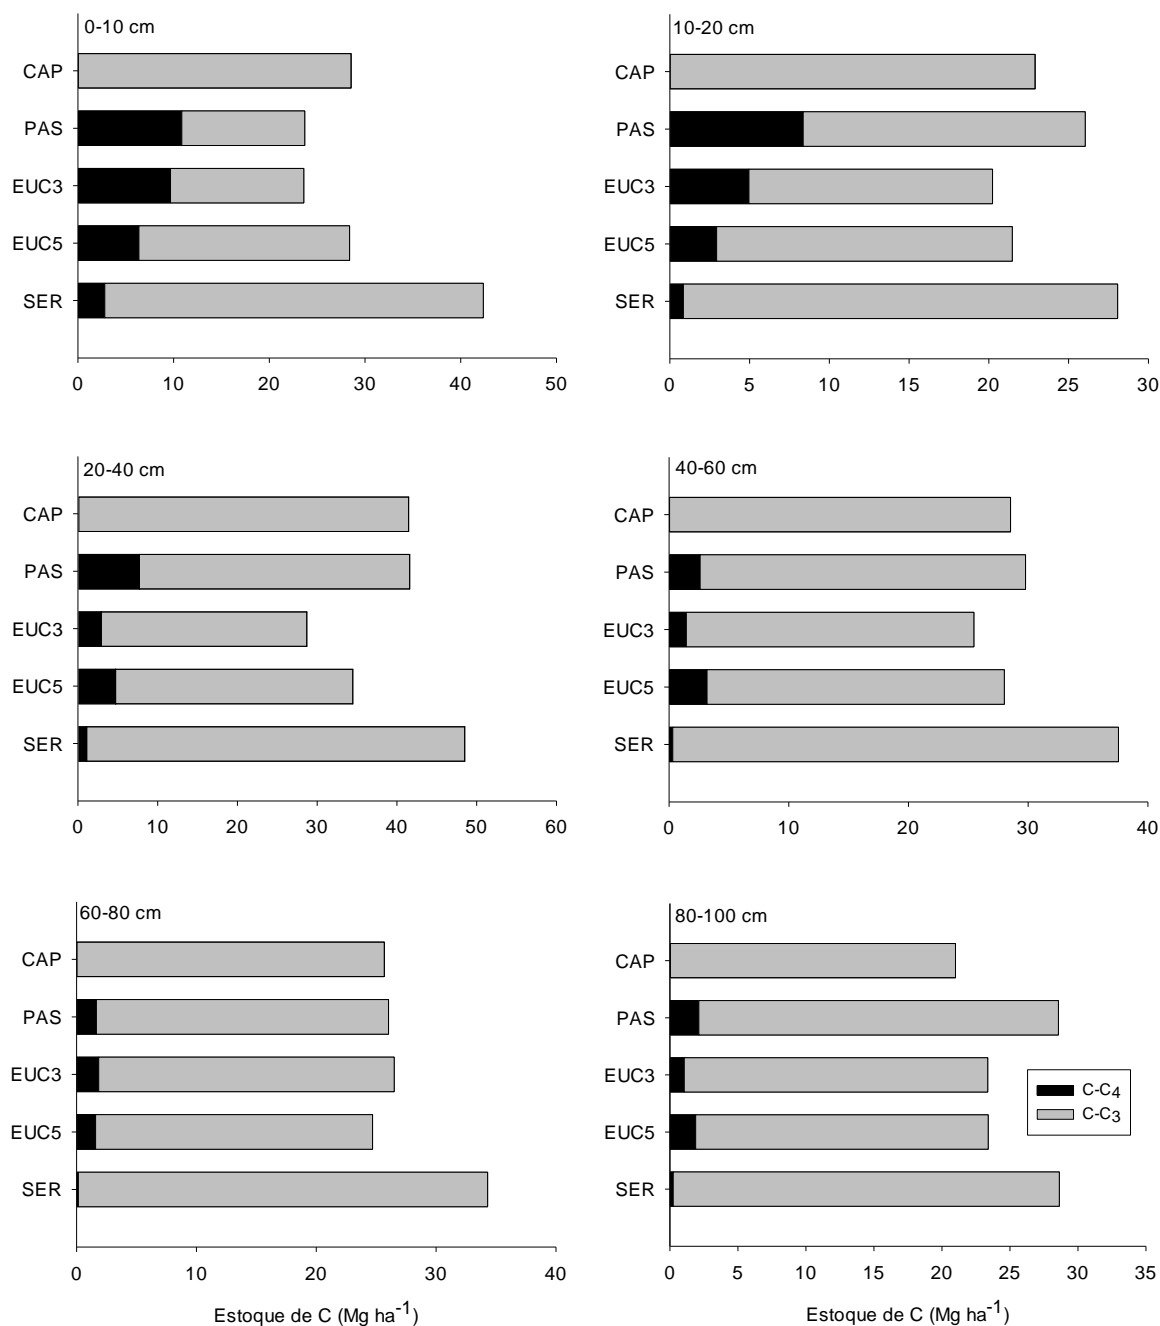 0-10 cm
CAP
PAS
EUC3
EUC5
SER
0 10 20 30 40 50
10-20 cm
CAP
PAS
EUC3
EUC5
SER
0 5 10 15 20 25 30
20-40 cm
CAP
PAS
EUC3
EUC5
SER
0 10 20 30 40 50 60
40-60 cm
CAP
PAS
EUC3
EUC5
SER
0 10 20 30 40
60-80 cm
CAP
PAS
EUC3
EUC5
SER
0 10 20 30 40
Estoque de C (Mg ha⁻¹)
80-100 cm
CAP
PAS
EUC3
EUC5
SER
C-C₄
C-C₃
0 5 10 15 20 25 30 35
Estoque de C (Mg ha⁻¹)